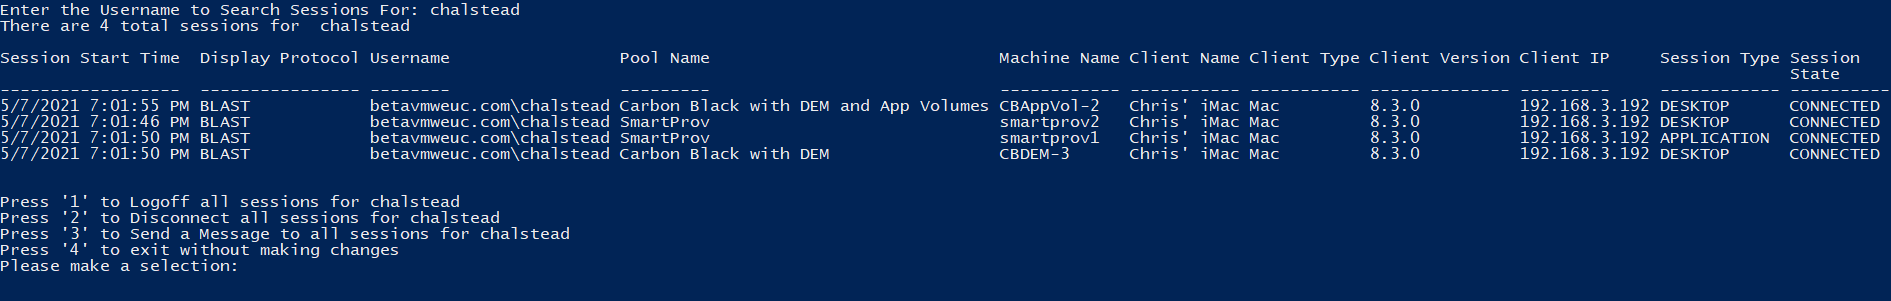 Enter the Username to Search Sessions For: chalstead
There are 4 total sessions for  chalstead
Session Start Time  Display Protocol Username                 Pool Name                             Machine Name Client Name Client Type Client Version Client IP     Session Type Session
State
------------------  ---------------- --------                 ---------                             ------------ ----------- ----------- -------------- ---------     ------------ ----------
5/7/2021 7:01:55 PM BLAST            betavmweuc.com\chalstead Carbon Black with DEM and App Volumes CBAppVol-2   Chris' iMac Mac         8.3.0          192.168.3.192 DESKTOP      CONNECTED
5/7/2021 7:01:46 PM BLAST            betavmweuc.com\chalstead SmartProv                             smartprov2   Chris' iMac Mac         8.3.0          192.168.3.192 DESKTOP      CONNECTED
5/7/2021 7:01:50 PM BLAST            betavmweuc.com\chalstead SmartProv                             smartprov1   Chris' iMac Mac         8.3.0          192.168.3.192 APPLICATION  CONNECTED
5/7/2021 7:01:50 PM BLAST            betavmweuc.com\chalstead Carbon Black with DEM                 CBDEM-3      Chris' iMac Mac         8.3.0          192.168.3.192 DESKTOP      CONNECTED
Press '1' to Logoff all sessions for chalstead
Press '2' to Disconnect all sessions for chalstead
Press '3' to Send a Message to all sessions for chalstead
Press '4' to exit without making changes
Please make a selection: